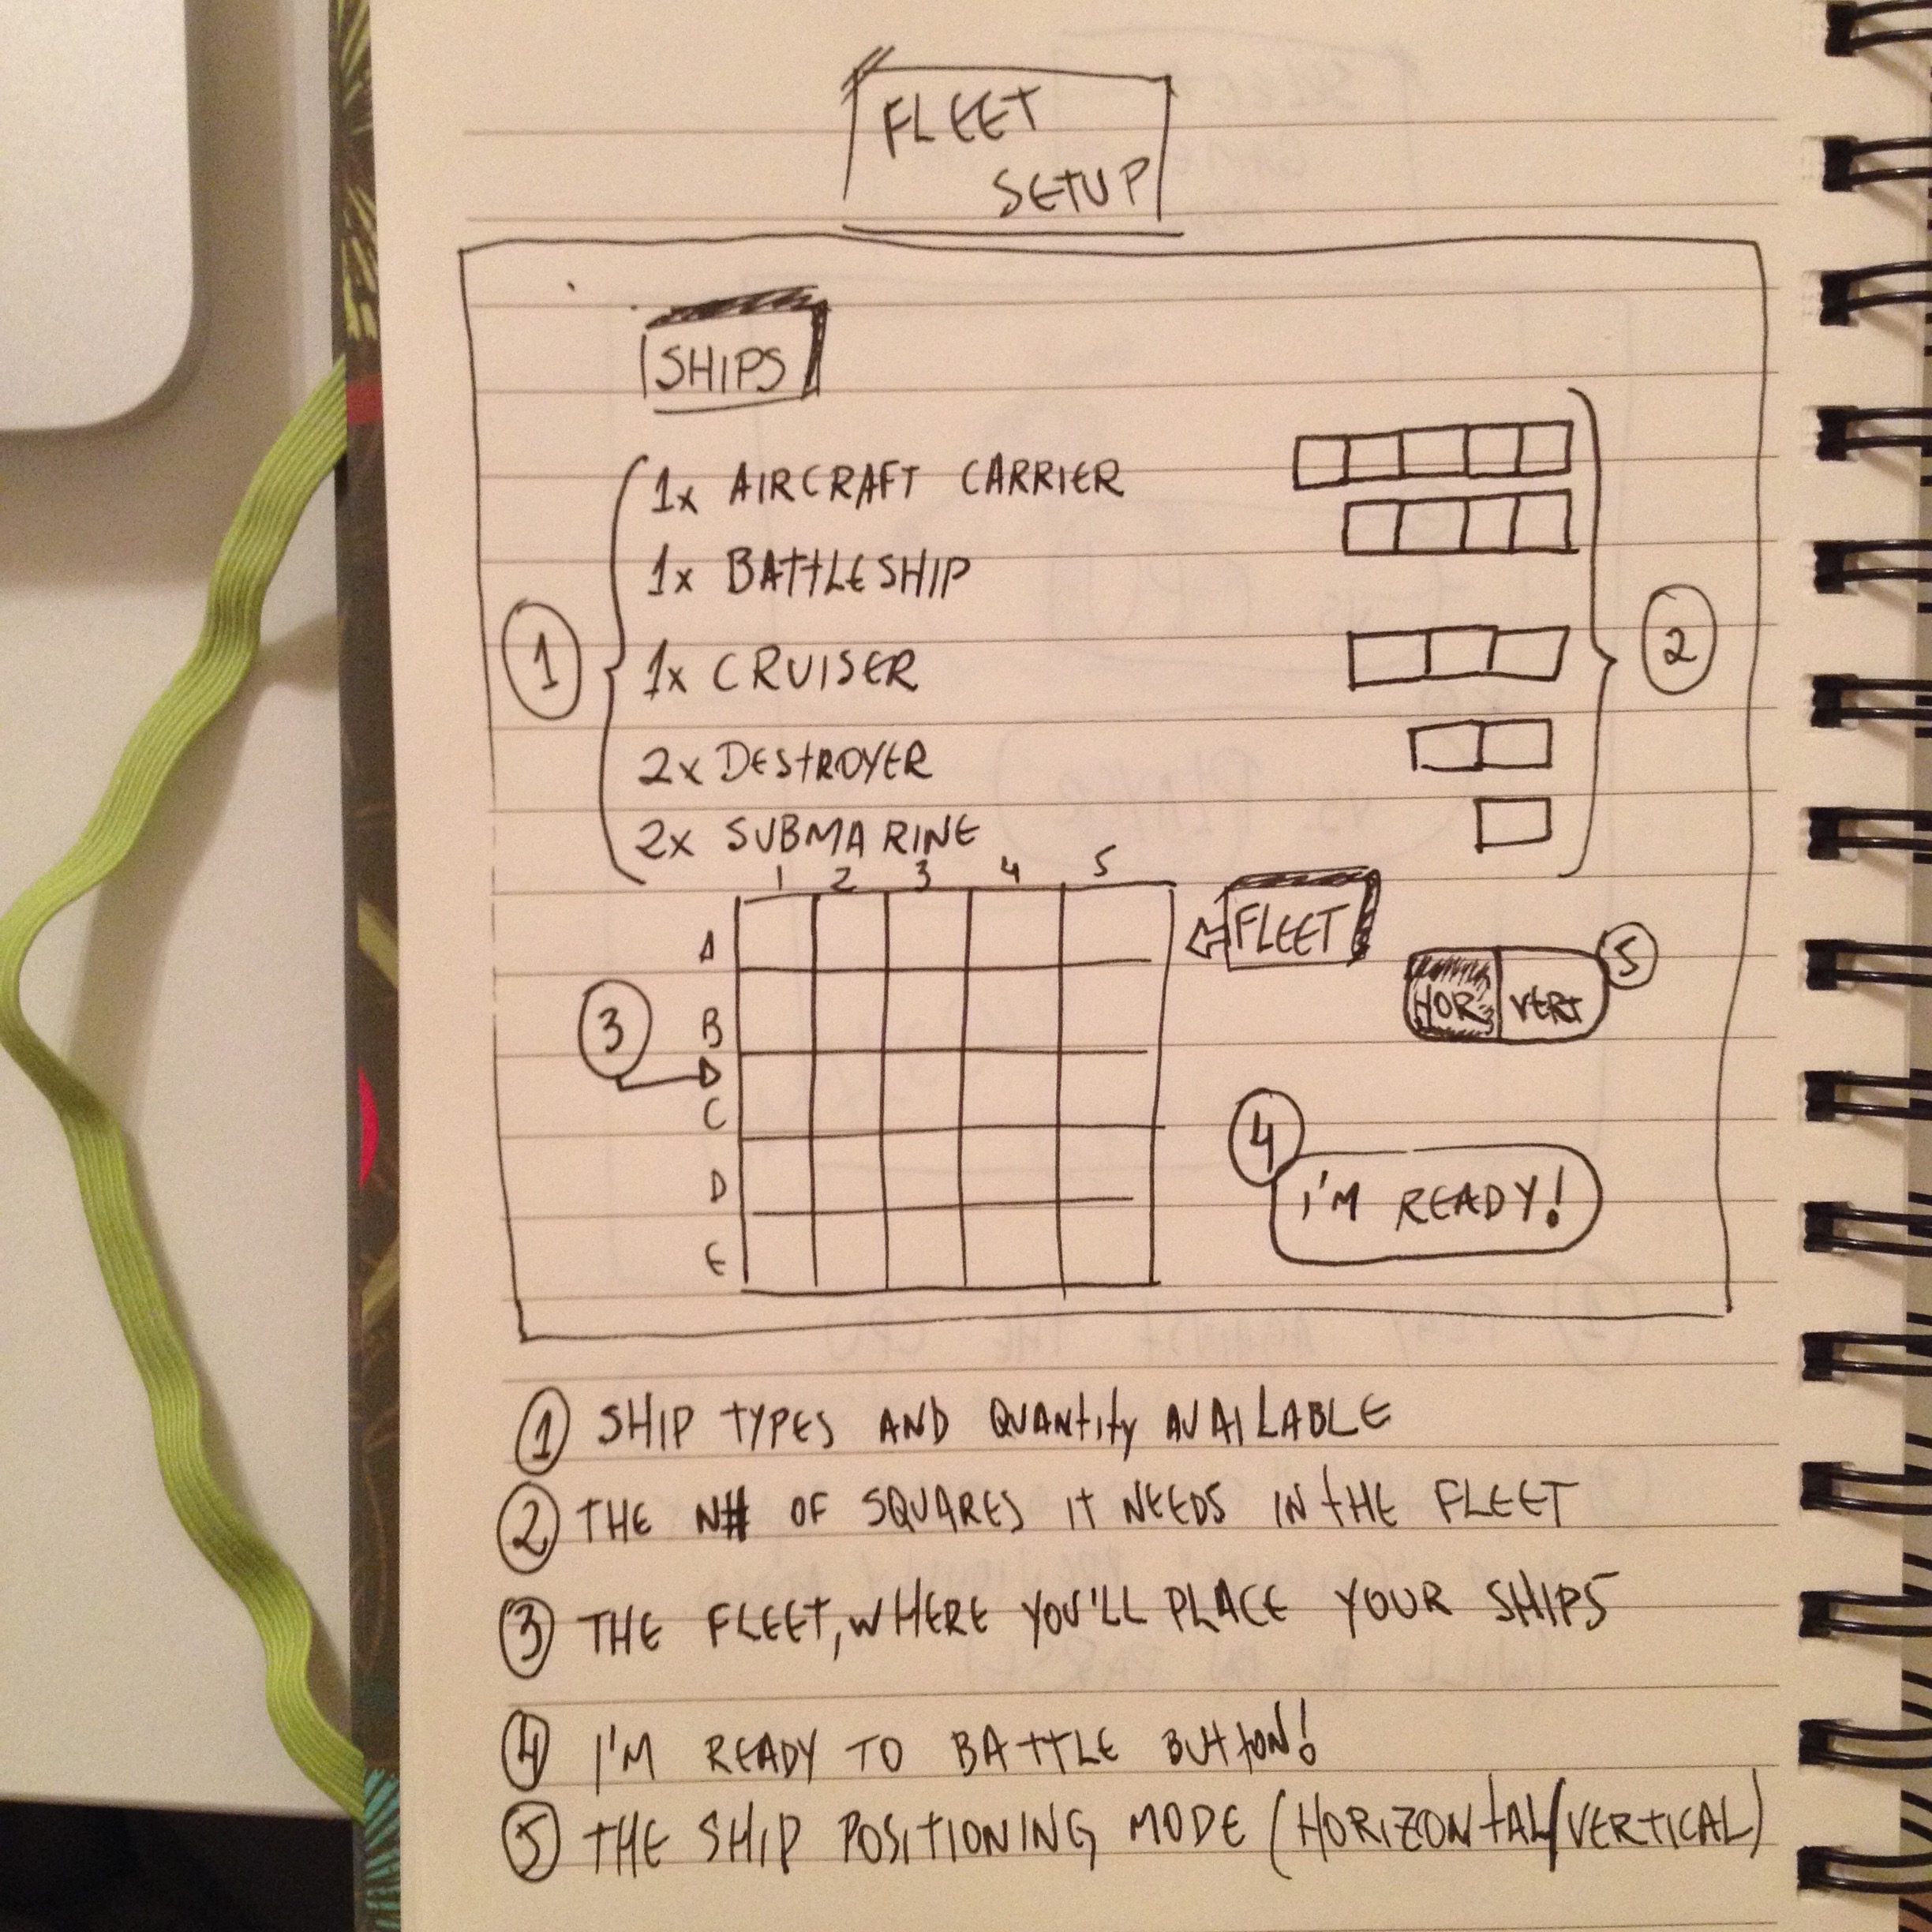 FLEET
SETUP
SHIPS
1x AIRCRAFT CARRIER
1x BATTLESHIP
1 1x CRUISER 2
2x DESTROYER
2x SUBMARINE
1 2 3 4 5
A FLEET
HOR VERT 5
3 B
C
4
D I'M READY!
E
1 SHIP TYPES AND QUANTITY AVAILABLE
2 THE N# OF SQUARES IT NEEDS IN THE FLEET
3 THE FLEET, WHERE YOU'LL PLACE YOUR SHIPS
4 I'M READY TO BATTLE BUTTON!
5 THE SHIP POSITIONING MODE (HORIZONTAL/VERTICAL)